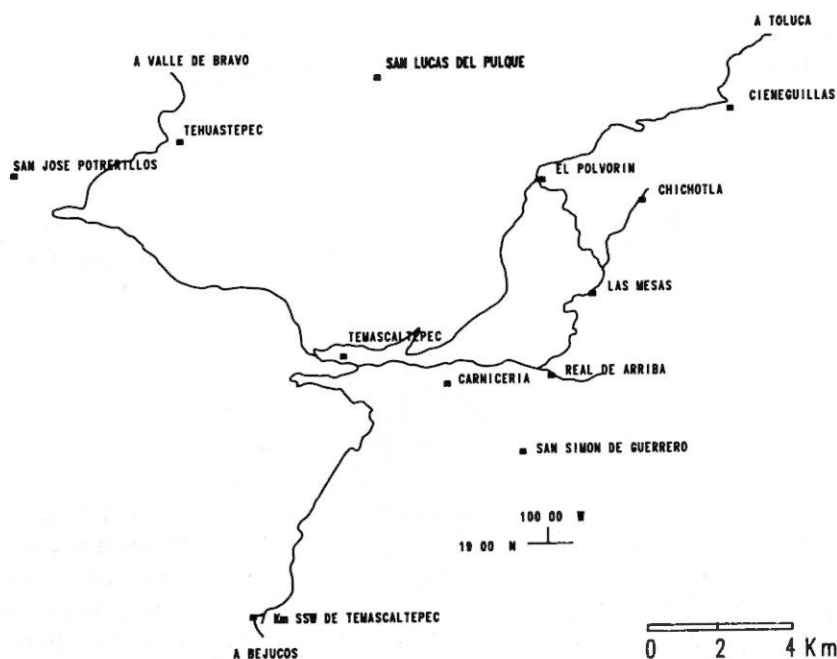 A TOLUCA
A VALLE DE BRAVO
SAN LUCAS DEL PULQUE
CIENEGUILLAS
TEHUASTEPEC
SAN JOSE POTRERILLOS
EL POLVORIN
CHICHOTLA
LAS MESAS
TEMASCALTEPEC
REAL DE ARRIBA
CARNICERIA
SAN SIMON DE GUERRERO
100 00 W
19 00 N
7 Km SSW DE TEMASCALTEPEC
A BEJUCOS
0 2 4 Km